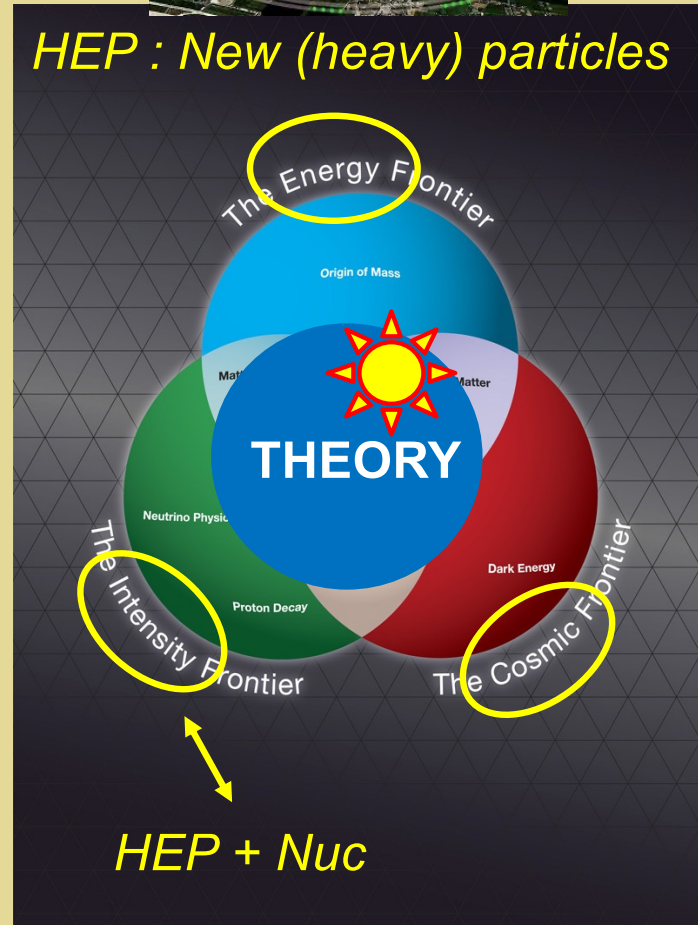 HEP : New (heavy) particles
The Energy Frontier
Origin of Mass
Matter
THEORY
Neutrino
Dark Energy
Proton Decay
The Intensity Frontier
The Cosmic Frontier
HEP + Nuc